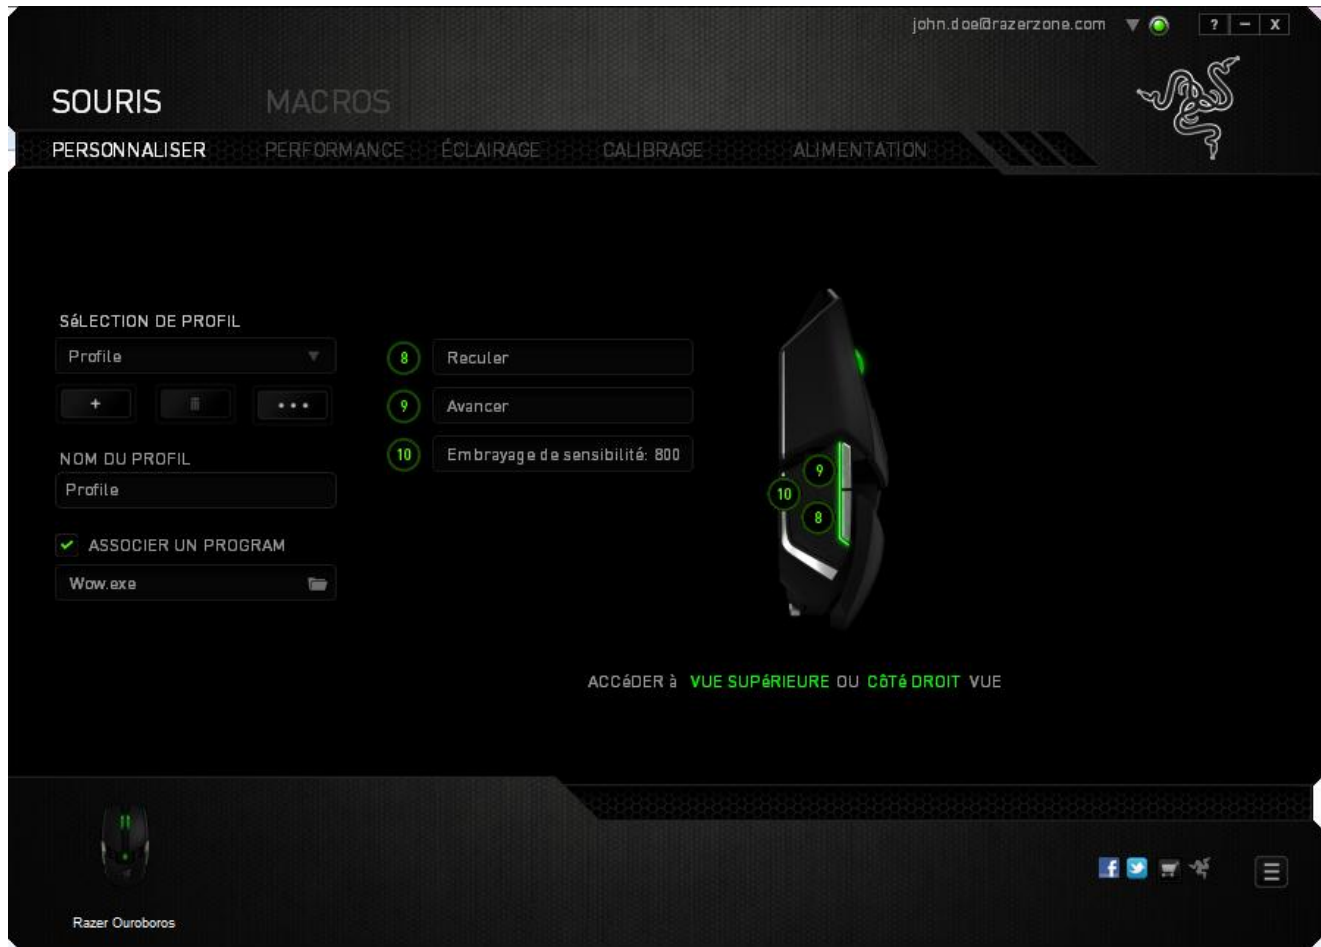 john.doe@razerzone.com ? – X
SOURIS MACROS
PERSONNALISER PERFORMANCE ÉCLAIRAGE CALIBRAGE ALIMENTATION
SéLECTION DE PROFIL
Profile
8 Reculer
+ ...
9 Avancer
NOM DU PROFIL
10 Embrayage de sensibilité: 800
Profile
9
10
8
ASSOCIER UN PROGRAM
Wow.exe
ACCéDER à VUE SUPéRIEURE OU CôTé DROIT VUE
Razer Ouroboros